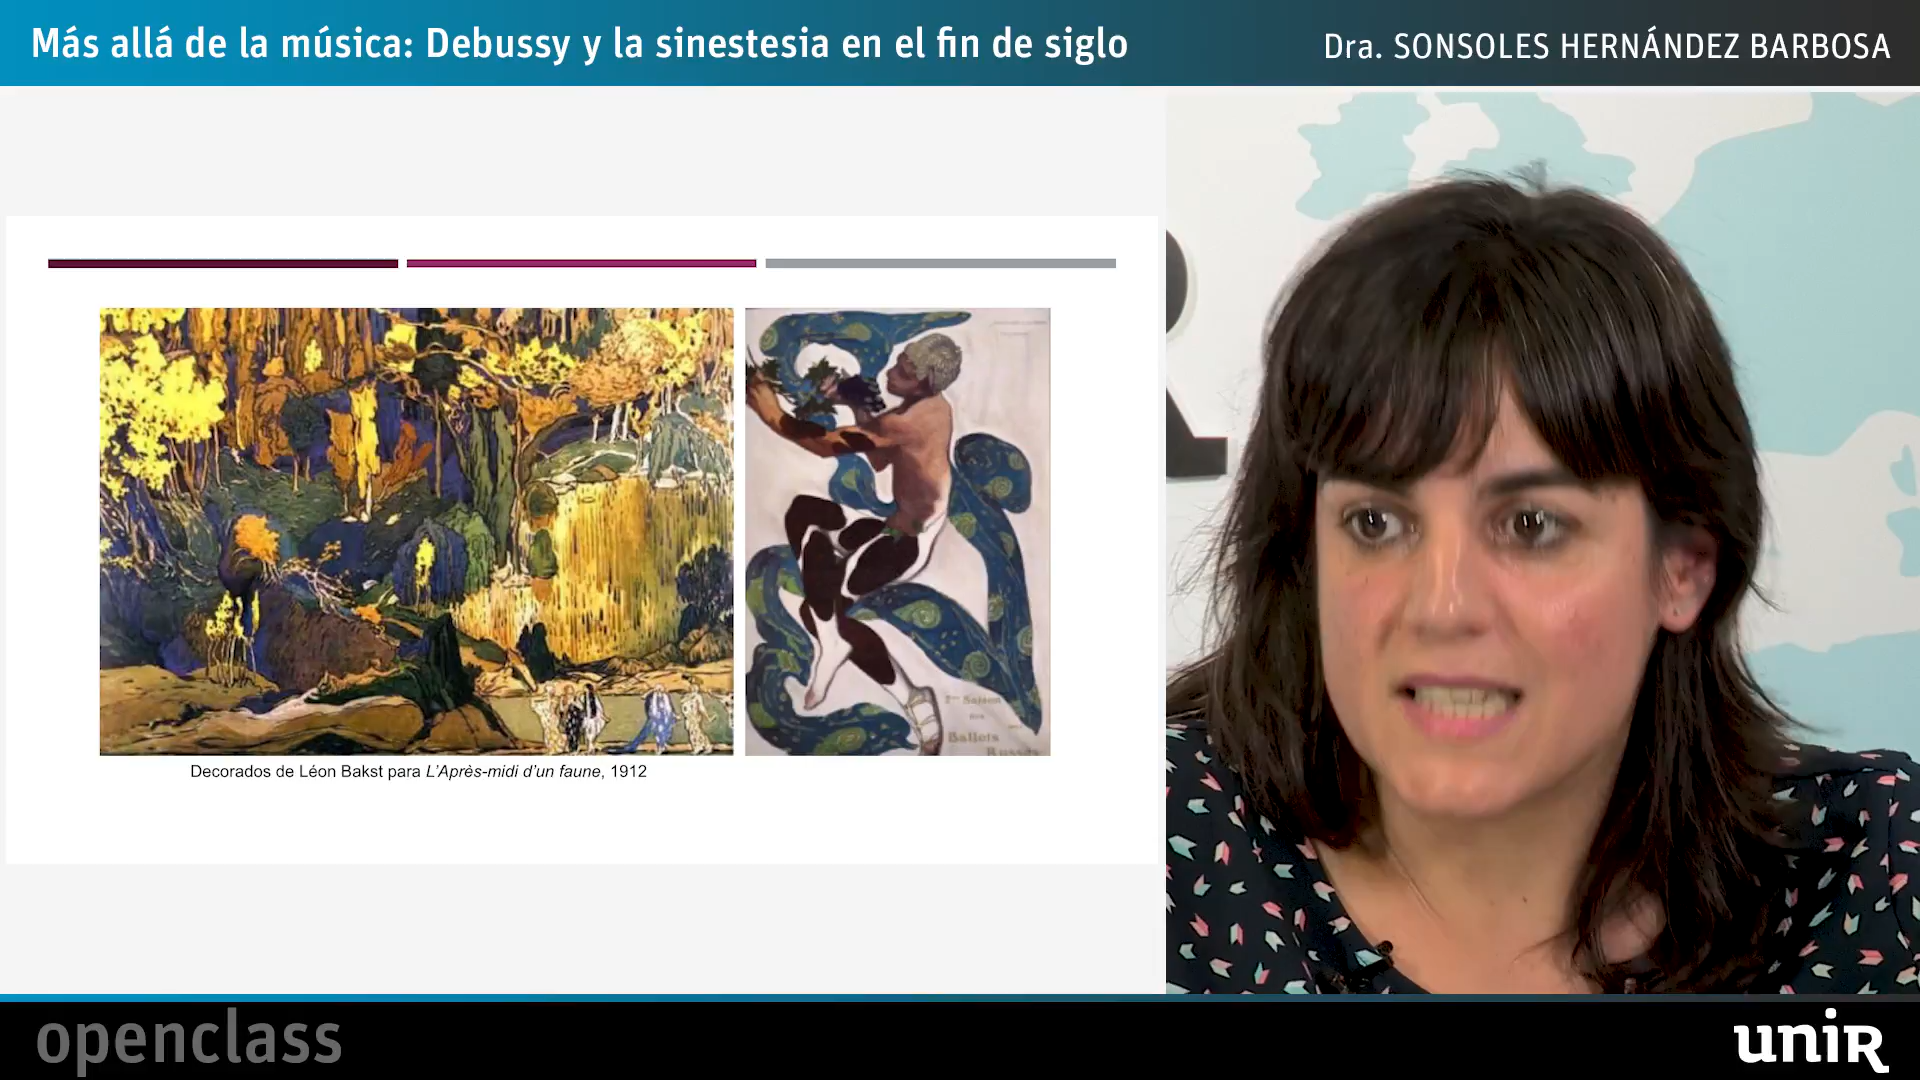 Más allá de la música: Debussy y la sinestesia en el fin de siglo
Dra. SONSOLES HERNÁNDEZ BARBOSA
Ballets
Russes
Decorados de Léon Bakst para L'Après-midi d'un faune, 1912
openclass
unir